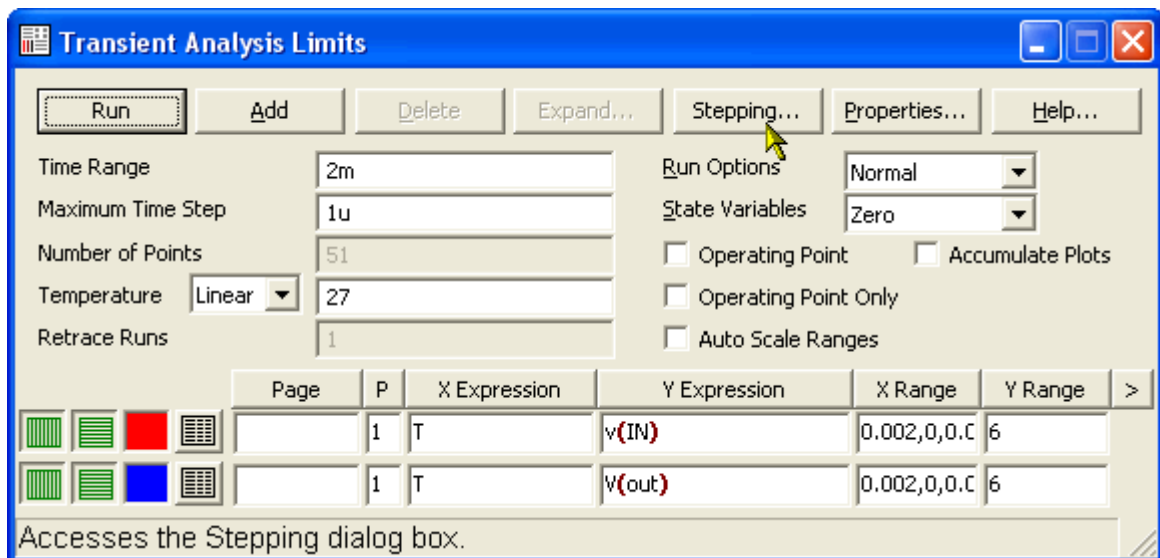 Transient Analysis Limits
Run Add Delete Expand... Stepping... Properties... Help...
Time Range 2m Run Options Normal
Maximum Time Step 1u State Variables Zero
Number of Points 51 Operating Point Accumulate Plots
Temperature Linear 27 Operating Point Only
Retrace Runs 1 Auto Scale Ranges
Page P X Expression Y Expression X Range Y Range >
1 T v(IN) 0.002,0,0.0 6
1 T V(out) 0.002,0,0.0 6
Accesses the Stepping dialog box.